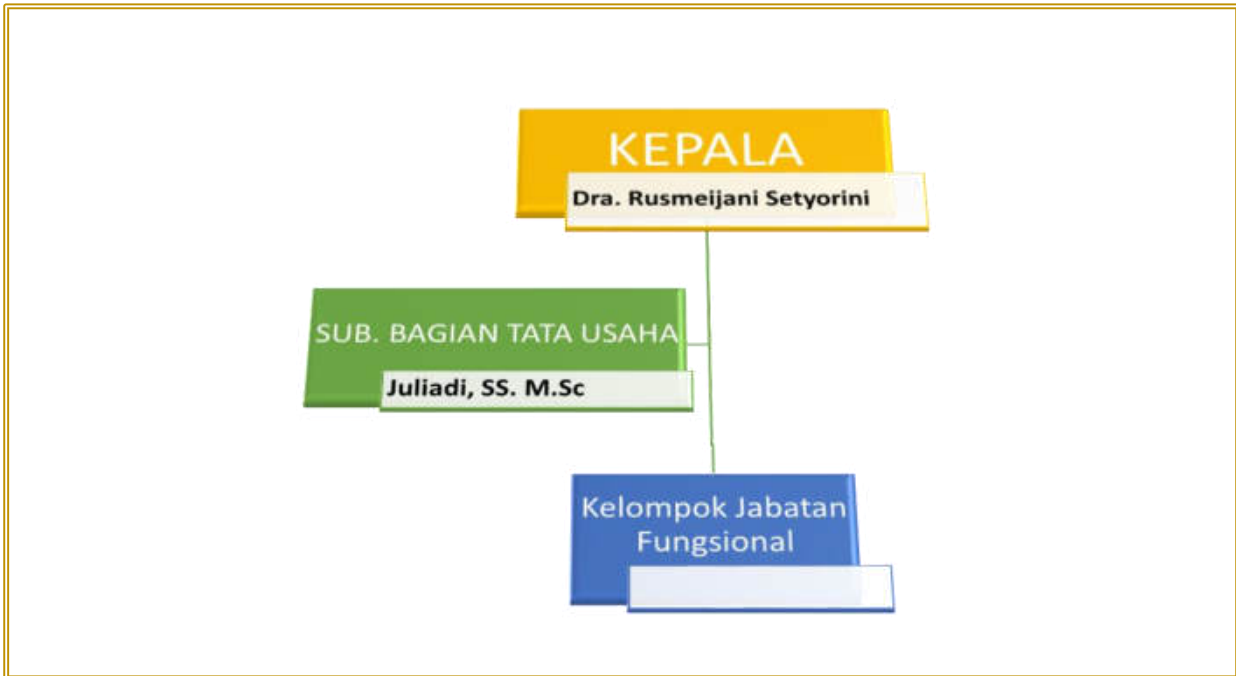 KEPALA
Dra. Rusmeijani Setyorini
SUB. BAGIAN TATA USAHA
Juliadi, SS. M.Sc
Kelompok Jabatan
Fungsional